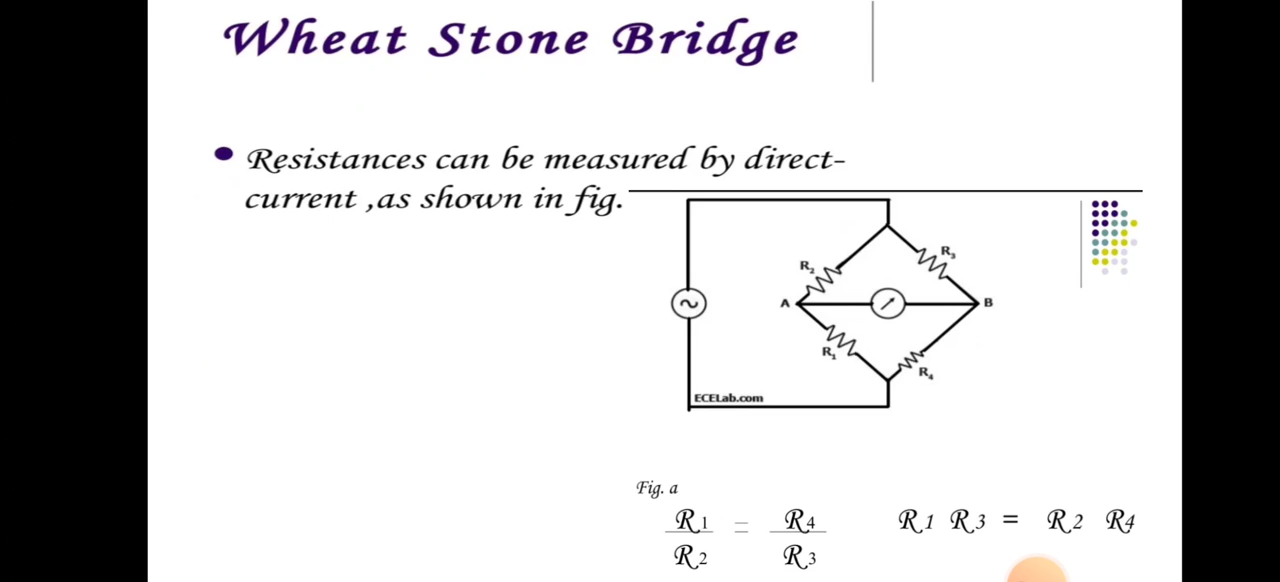 Wheat Stone Bridge
Resistances can be measured by direct-
current ,as shown in fig.
R2
R3
A
B
R1
R4
ECELab.com
Fig. a
R1 = R4
R2 R3
R1 R3 = R2 R4